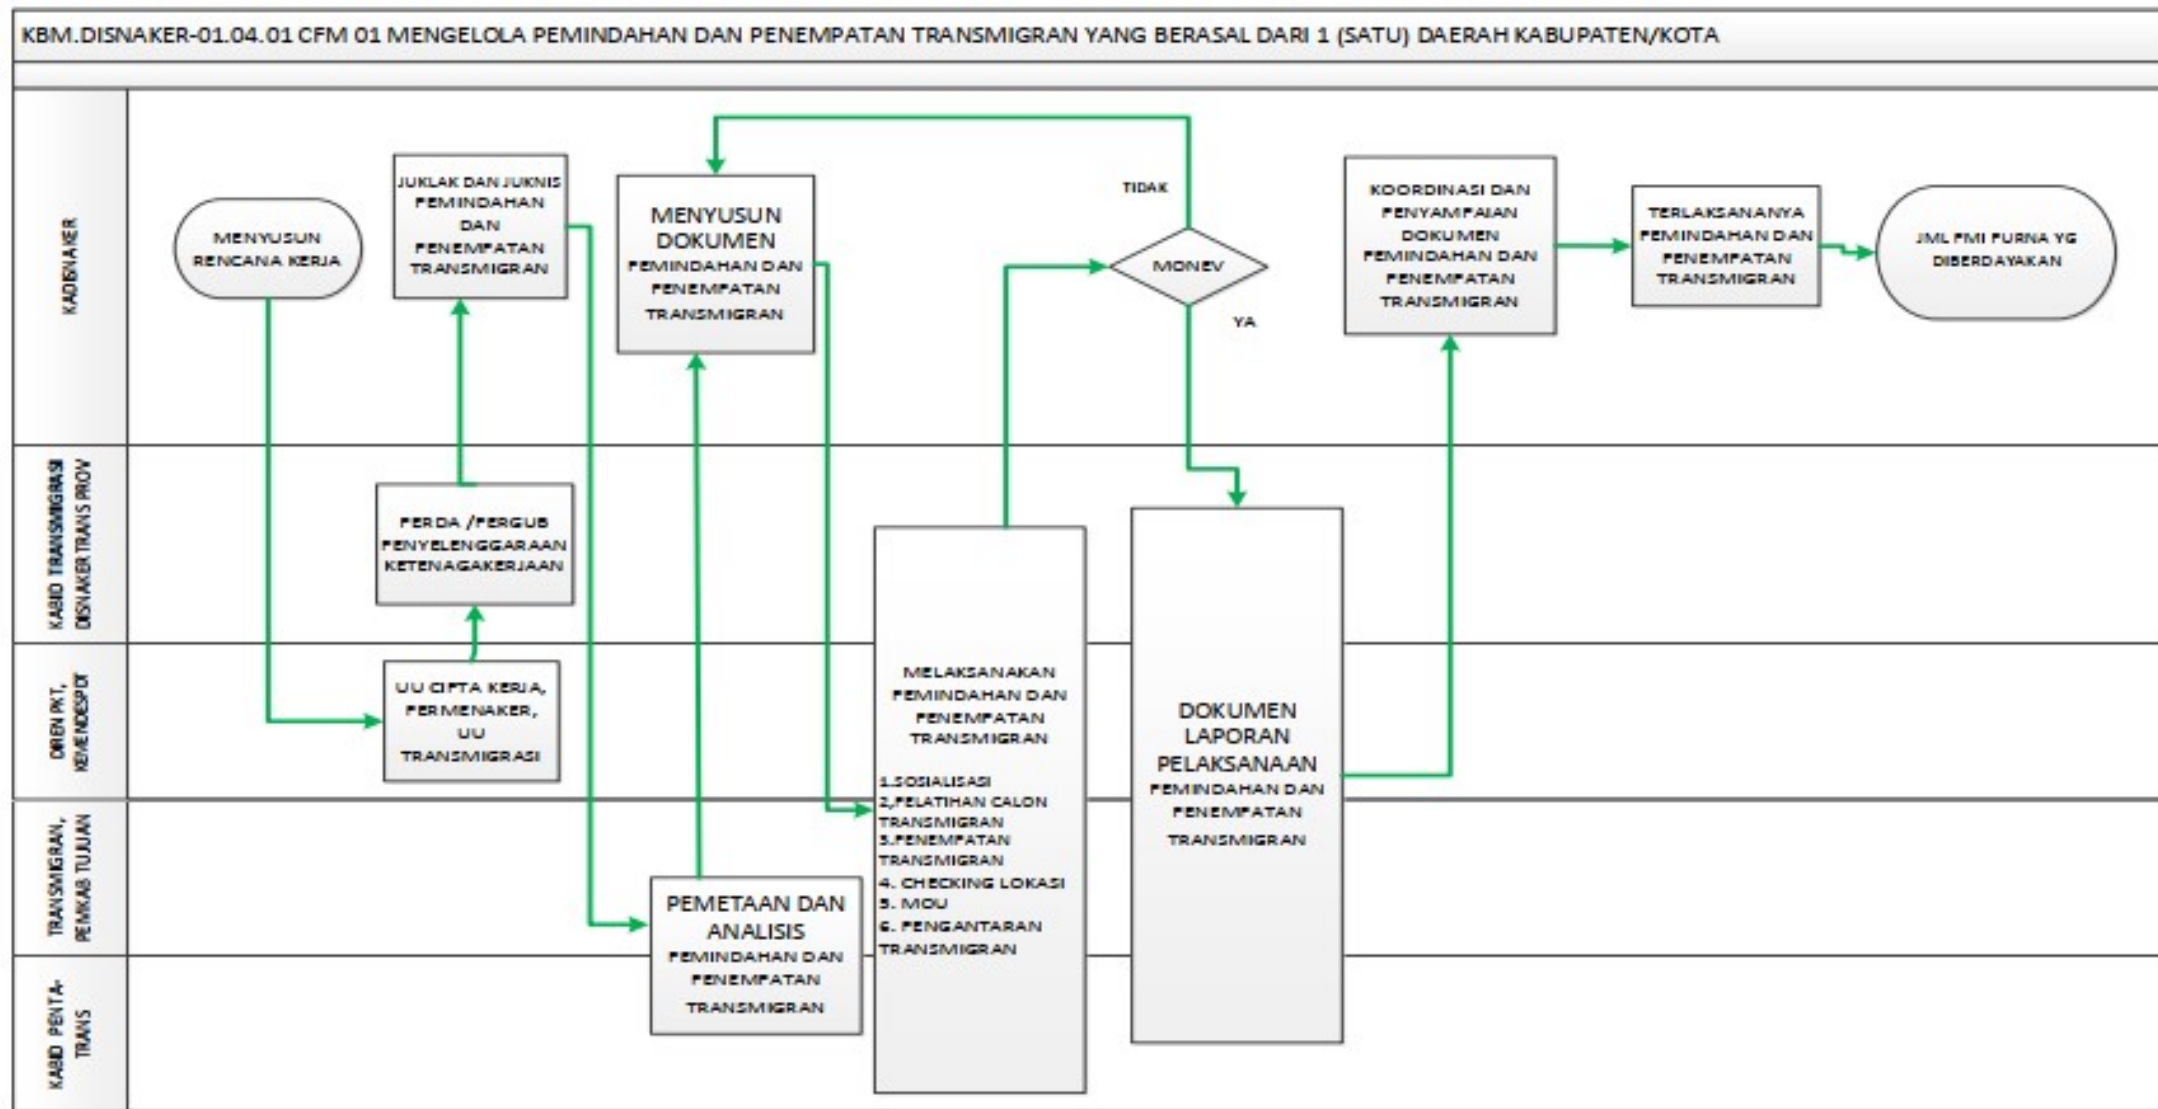 KBM.DISNAKER-01.04.01 CFM 01 MENGELOLA PEMINDAHAN DAN PENEMPATAN TRANSMIGRAN YANG BERASAL DARI 1 (SATU) DAERAH KABUPATEN/KOTA
KADISNAKER
MENYUSUN
RENCANA KERJA
JUKLAK DAN JUKNIS
PEMINDAHAN
DAN
PENEMPATAN
TRANSMIGRAN
MENYUSUN
DOKUMEN
PEMINDAHAN DAN
PENEMPATAN
TRANSMIGRAN
TIDAK
MONEV
YA
KOORDINASI DAN
PENYAMPAIAN
DOKUMEN
PEMINDAHAN DAN
PENEMPATAN
TRANSMIGRAN
TERLAKSANANYA
PEMINDAHAN DAN
PENEMPATAN
TRANSMIGRAN
JML PMI PURNA YG
DIBERDAYAKAN
KABID TRANSMIGRASI
DISNAKER TRANS PROV
PERDA /PERGUB
PENYELENGGARAAN
KETENAGAKERJAAN
DIREN PKT,
KEMENDESPDT
UU CIPTA KERJA,
PERMENAKER,
UU
TRANSMIGRASI
MELAKSANAKAN
PEMINDAHAN DAN
PENEMPATAN
TRANSMIGRAN
1.SOSIALISASI
2,PELATIHAN CALON
TRANSMIGRAN
3.PENEMPATAN
TRANSMIGRAN
4. CHECKING LOKASI
5. MOU
6. PENGANTARAN
TRANSMIGRAN
DOKUMEN
LAPORAN
PELAKSANAAN
PEMINDAHAN DAN
PENEMPATAN
TRANSMIGRAN
TRANSMIGRAN,
PEMKAB TUJUAN
PEMETAAN DAN
ANALISIS
PEMINDAHAN DAN
PENEMPATAN
TRANSMIGRAN
KABID PENTA-
TRANS